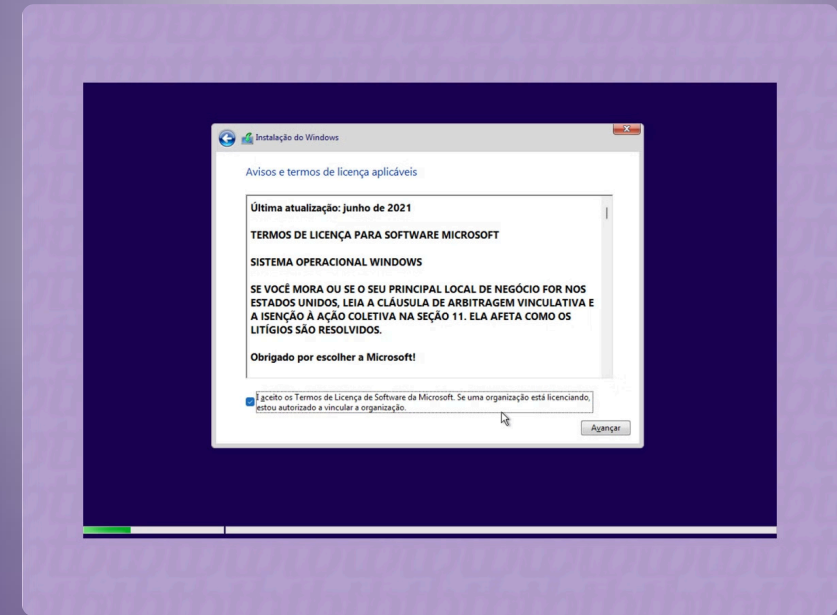 Instalação do Windows
Avisos e termos de licença aplicáveis
Última atualização: junho de 2021
TERMOS DE LICENÇA PARA SOFTWARE MICROSOFT
SISTEMA OPERACIONAL WINDOWS
SE VOCÊ MORA OU SE O SEU PRINCIPAL LOCAL DE NEGÓCIO FOR NOS
ESTADOS UNIDOS, LEIA A CLÁUSULA DE ARBITRAGEM VINCULATIVA E
A ISENÇÃO À AÇÃO COLETIVA NA SEÇÃO 11. ELA AFETA COMO OS
LITÍGIOS SÃO RESOLVIDOS.
Obrigado por escolher a Microsoft!
I aceito os Termos de Licença de Software da Microsoft. Se uma organização está licenciando,
estou autorizado a vincular a organização.
Avançar